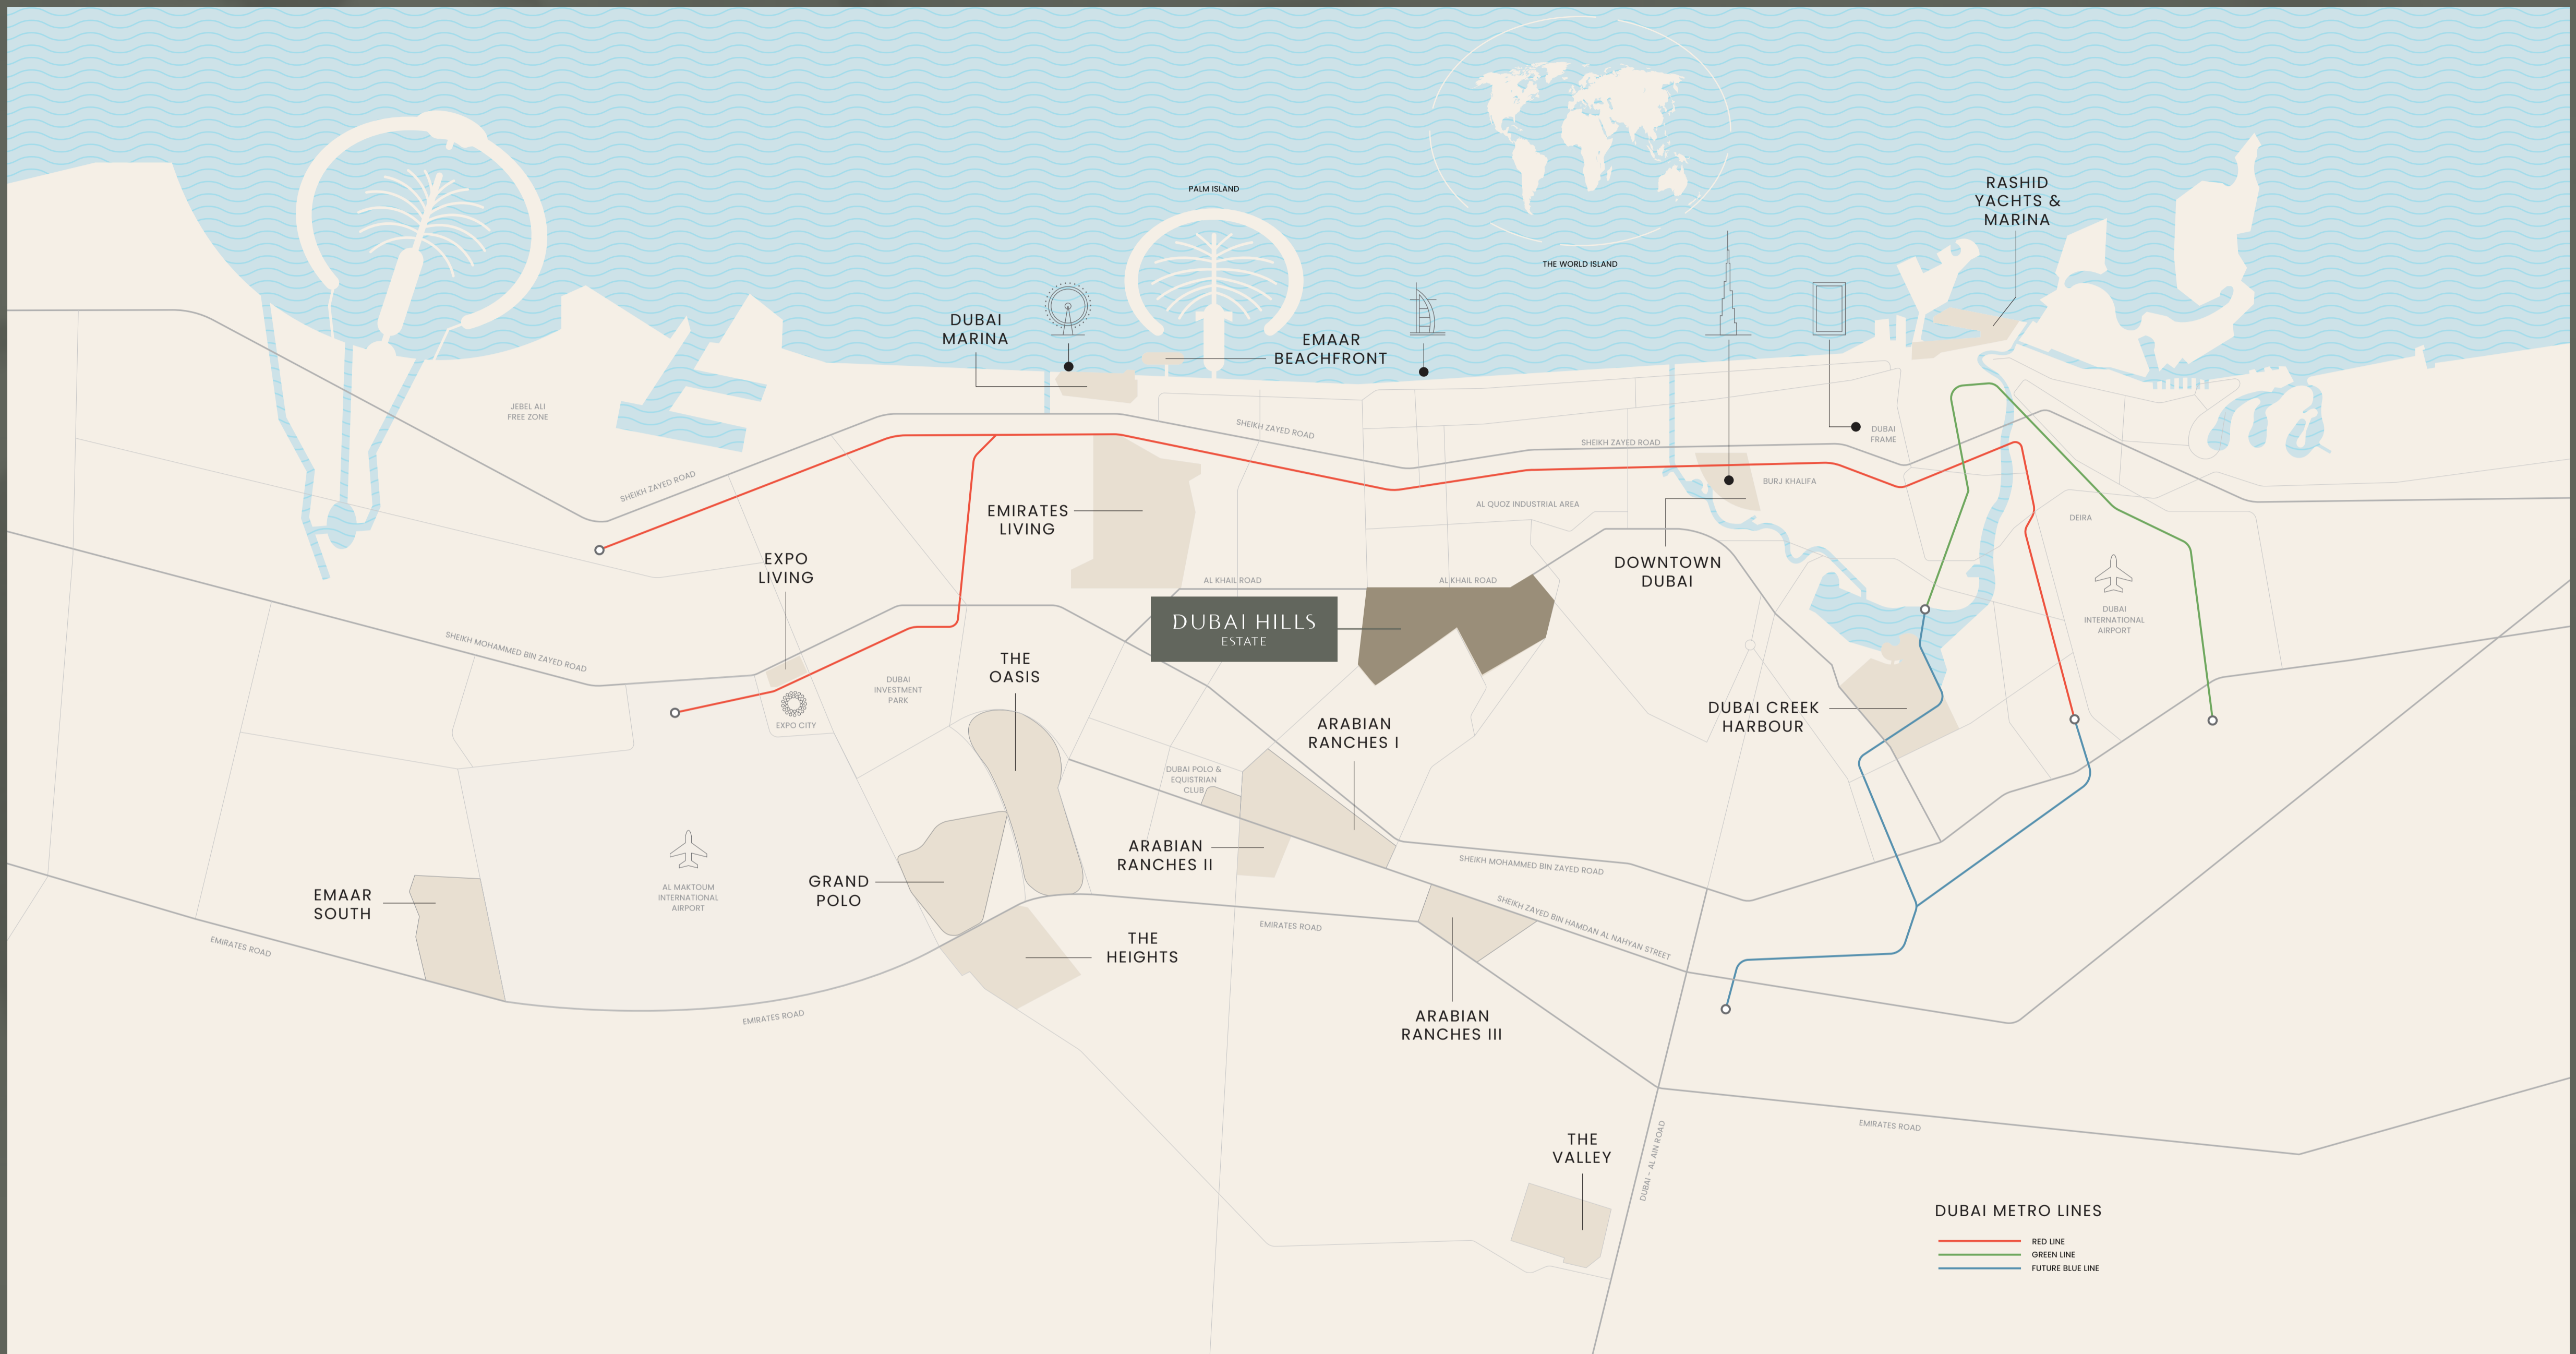 PALM ISLAND
THE WORLD ISLAND
RASHID
YACHTS &
MARINA
DUBAI
MARINA
EMAAR
BEACHFRONT
JEBEL ALI
FREE ZONE
SHEIKH ZAYED ROAD
SHEIKH ZAYED ROAD
SHEIKH ZAYED ROAD
DUBAI
FRAME
BURJ KHALIFA
AL QUOZ INDUSTRIAL AREA
EMIRATES
LIVING
DEIRA
EXPO
LIVING
DOWNTOWN
DUBAI
AL KHAIL ROAD
AL KHAIL ROAD
DUBAI HILLS
ESTATE
DUBAI
INTERNATIONAL
AIRPORT
SHEIKH MOHAMMED BIN ZAYED ROAD
THE
OASIS
DUBAI
INVESTMENT
PARK
EXPO CITY
DUBAI CREEK
HARBOUR
ARABIAN
RANCHES I
DUBAI POLO &
EQUISTRIAN
CLUB
ARABIAN
RANCHES II
SHEIKH MOHAMMED BIN ZAYED ROAD
GRAND
POLO
AL MAKTOUM
INTERNATIONAL
AIRPORT
EMAAR
SOUTH
EMIRATES ROAD
EMIRATES ROAD
SHEIKH ZAYED BIN HAMDAN AL NAHYAN STREET
THE
HEIGHTS
EMIRATES ROAD
ARABIAN
RANCHES III
THE
VALLEY
DUBAI - AL AIN ROAD
EMIRATES ROAD
DUBAI METRO LINES
RED LINE
GREEN LINE
FUTURE BLUE LINE